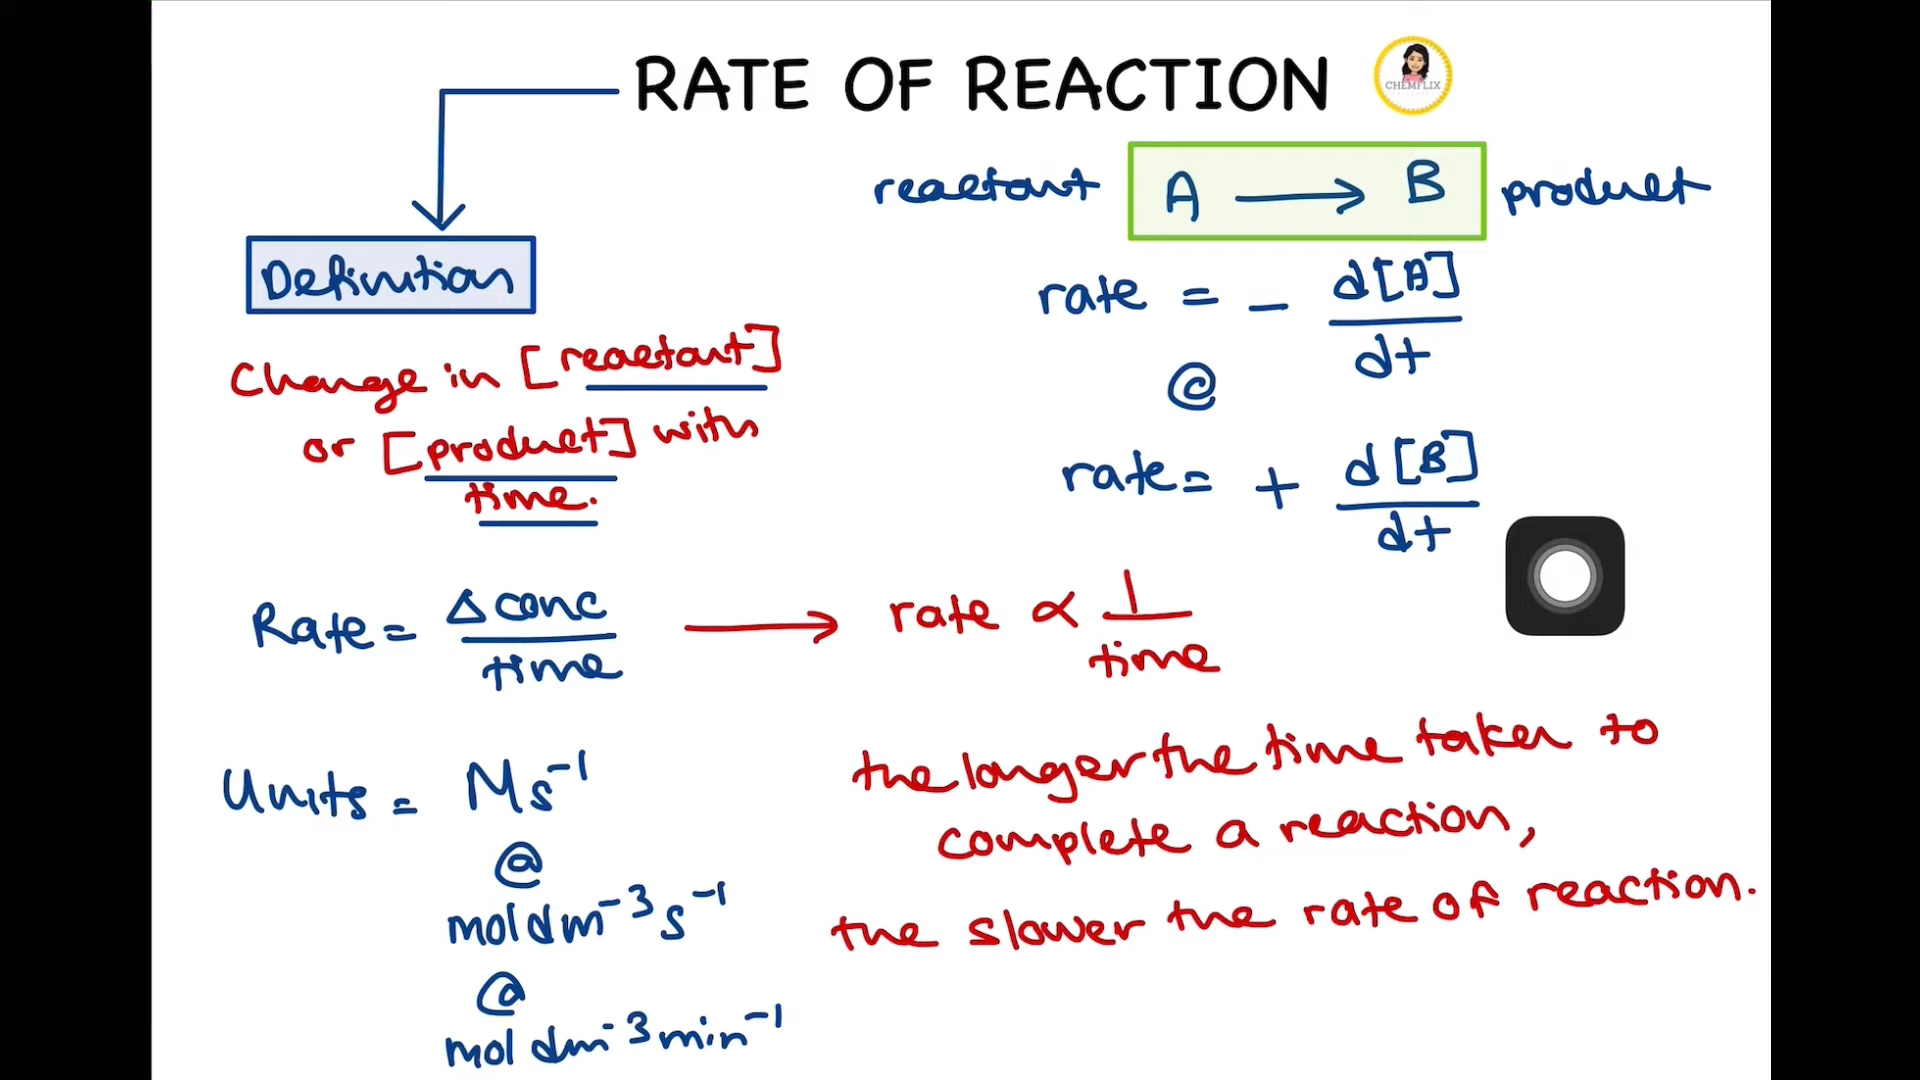 RATE OF REACTION
CHEMFLIX
reactant A ⟶ B product
Definition
Change in [reactant]
or [product] with
time.
rate = - d[A]/dt
@
rate = + d[B]/dt
Rate = Δ conc/time ⟶ rate ∝ 1/time
Units = Ms⁻¹
@
mol dm⁻³ s⁻¹
@
mol dm⁻³ min⁻¹
the longer the time taken to
complete a reaction,
the slower the rate of reaction.